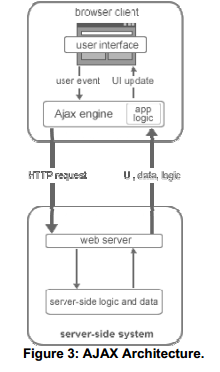 browser client
user interface
user event UI update
Ajax engine
app
logic
HTTP request
UI, data, logic
web server
server-side logic and data
server-side system
Figure 3: AJAX Architecture.